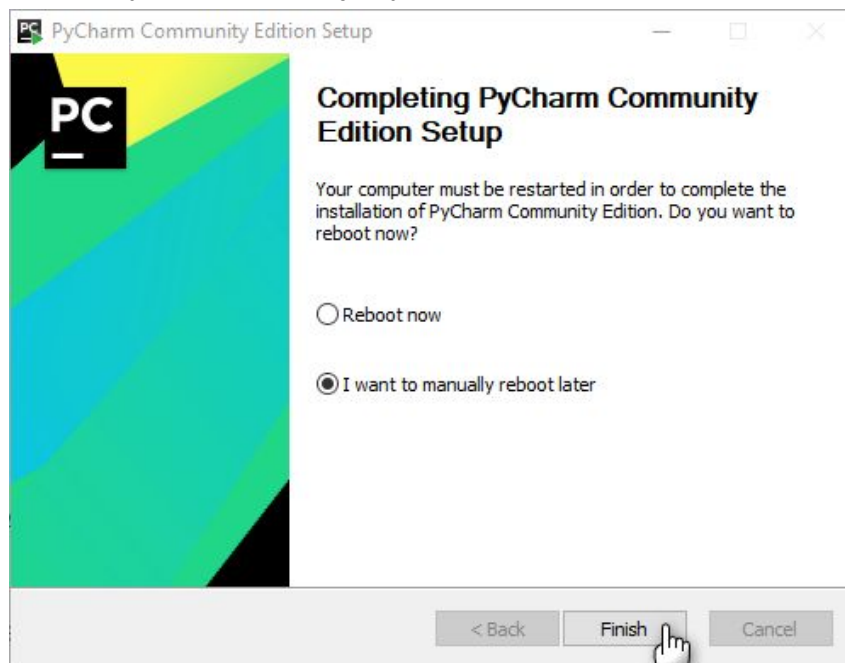 PyCharm Community Edition Setup
PC
Completing PyCharm Community
Edition Setup
Your computer must be restarted in order to complete the
installation of PyCharm Community Edition. Do you want to
reboot now?
Reboot now
I want to manually reboot later
< Back
Finish
Cancel